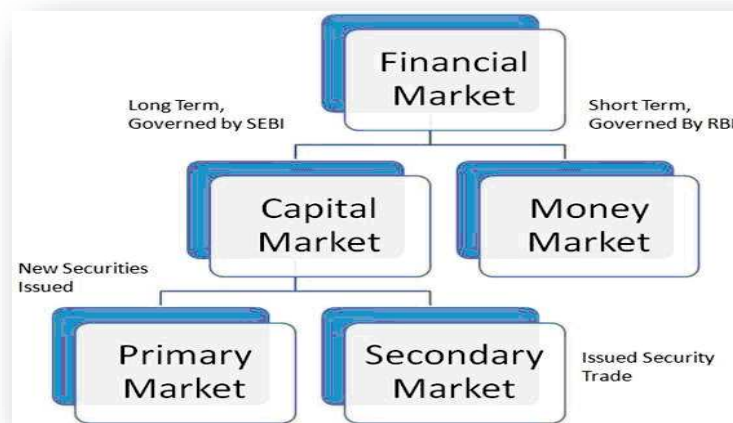 Financial
Market
Long Term,
Governed by SEBI
Short Term,
Governed By RBI
Capital
Market
Money
Market
New Securities
Issued
Primary
Market
Secondary
Market
Issued Security
Trade